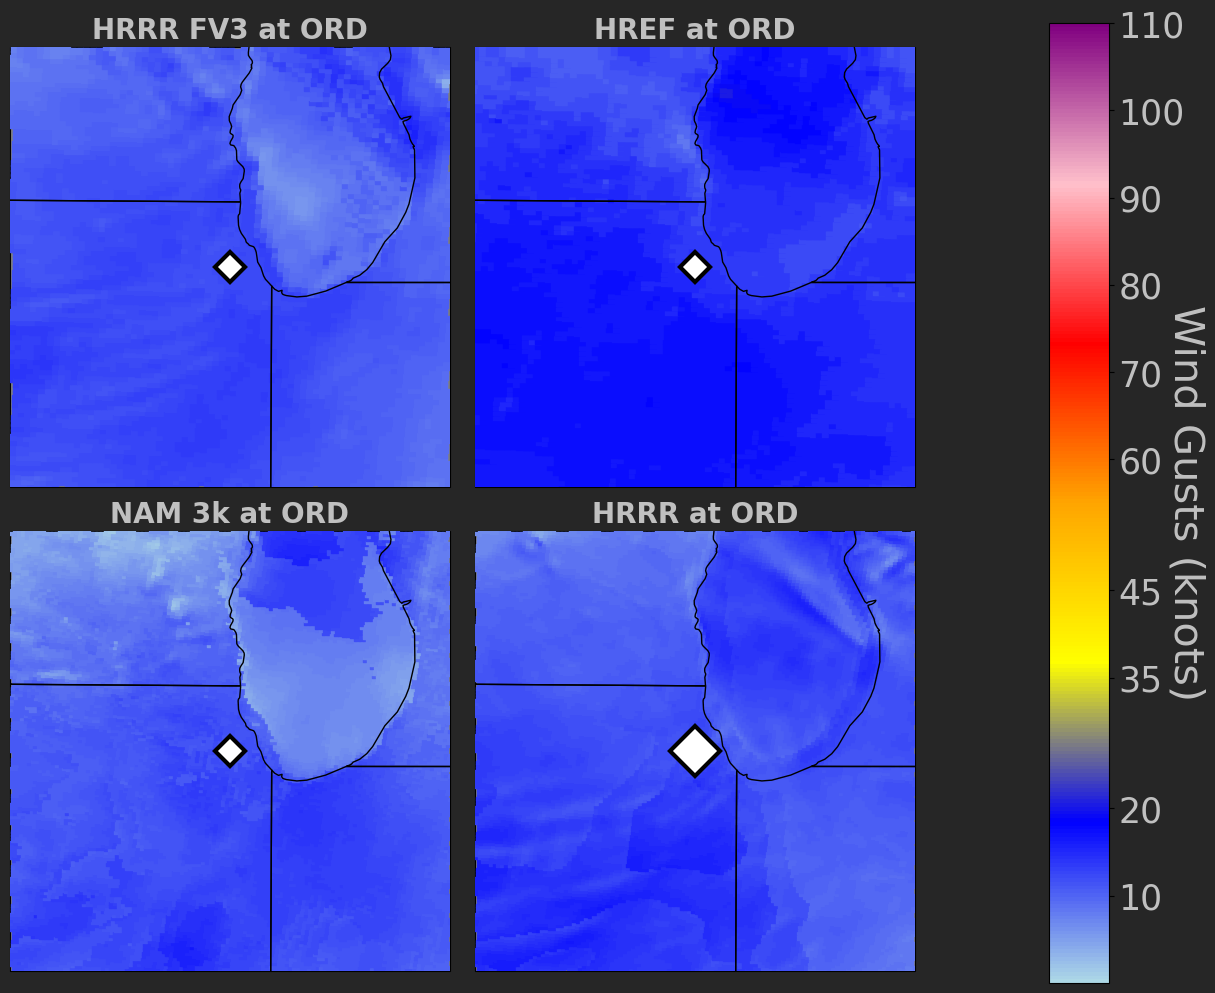 HRRR FV3 at ORD
HREF at ORD
NAM 3k at ORD
HRRR at ORD
110
100
90
80
70
60
45
35
20
10
Wind Gusts (knots)